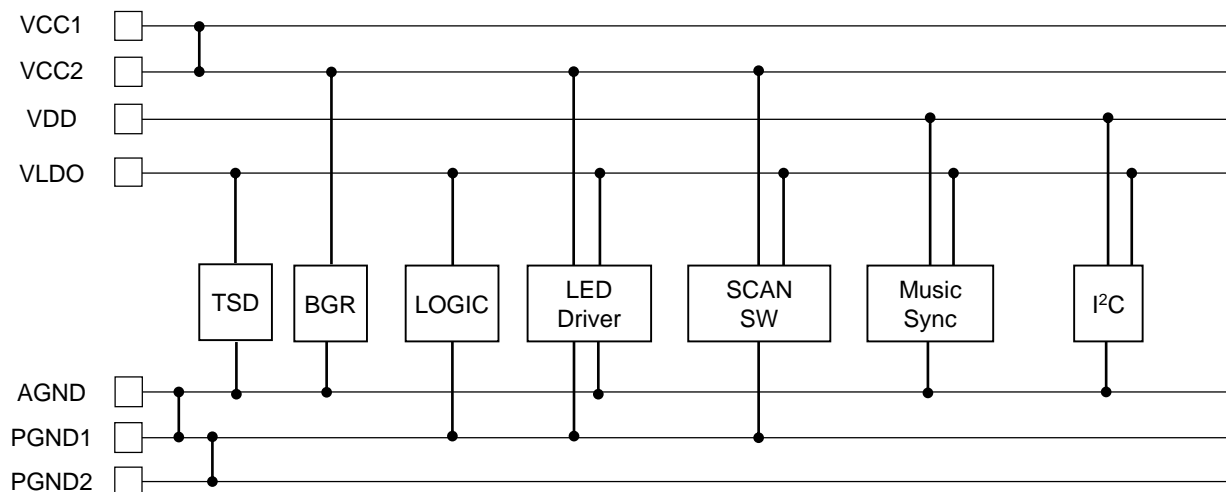 VCC1
VCC2
VDD
VLDO
TSD
BGR
LOGIC
LED
Driver
SCAN
SW
Music
Sync
I²C
AGND
PGND1
PGND2